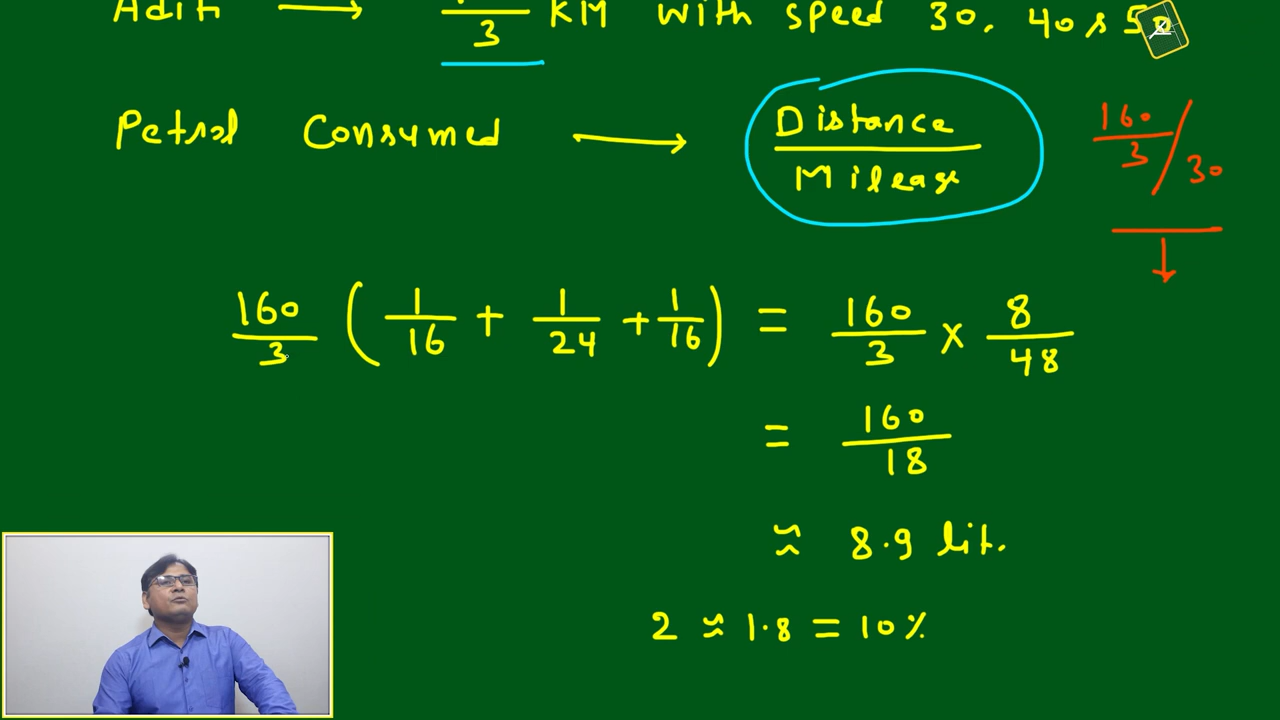 Aditi → /3 KM with speed 30, 40 & 50
Petrol Consumed → Distance/Mileage
160/3 / 30
160/3 (1/16 + 1/24 + 1/16) = 160/3 × 8/48
= 160/18
≈ 8.9 lit.
2 ≈ 1.8 = 10%